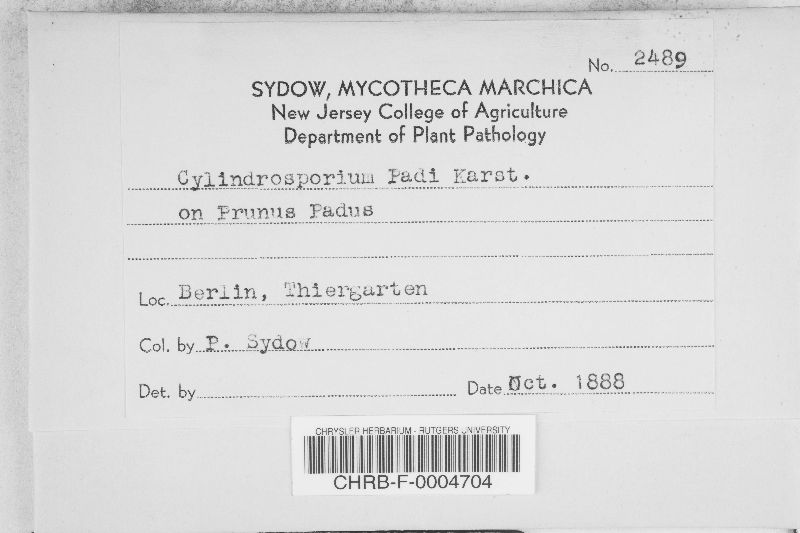 No. 2489
SYDOW, MYCOTHECA MARCHICA
New Jersey College of Agriculture
Department of Plant Pathology
Cylindrosporium Padi Karst.
on Prunus Padus
Loc. Berlin, Thiergarten
Col. by P. Sydow
Det. by
Date Oct. 1888
CHRYSLER HERBARIUM - RUTGERS UNIVERSITY
CHRB-F-0004704